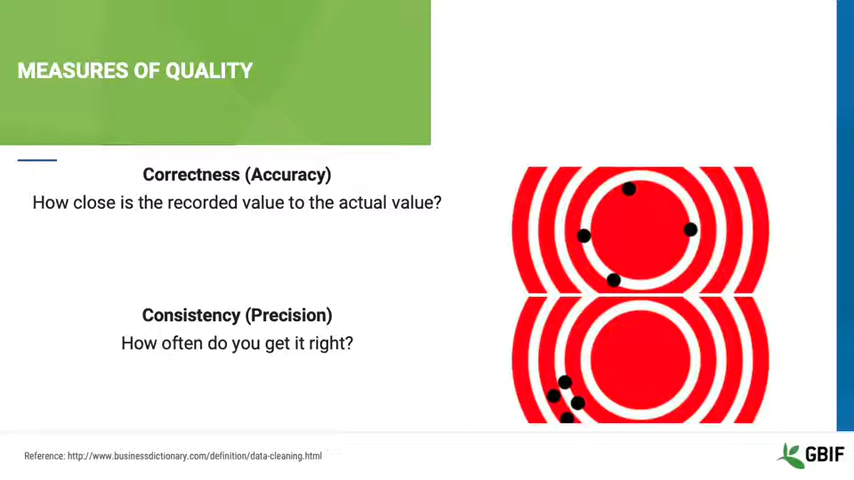 MEASURES OF QUALITY
Correctness (Accuracy)
How close is the recorded value to the actual value?
Consistency (Precision)
How often do you get it right?
Reference: http://www.businessdictionary.com/definition/data-cleaning.html
GBIF